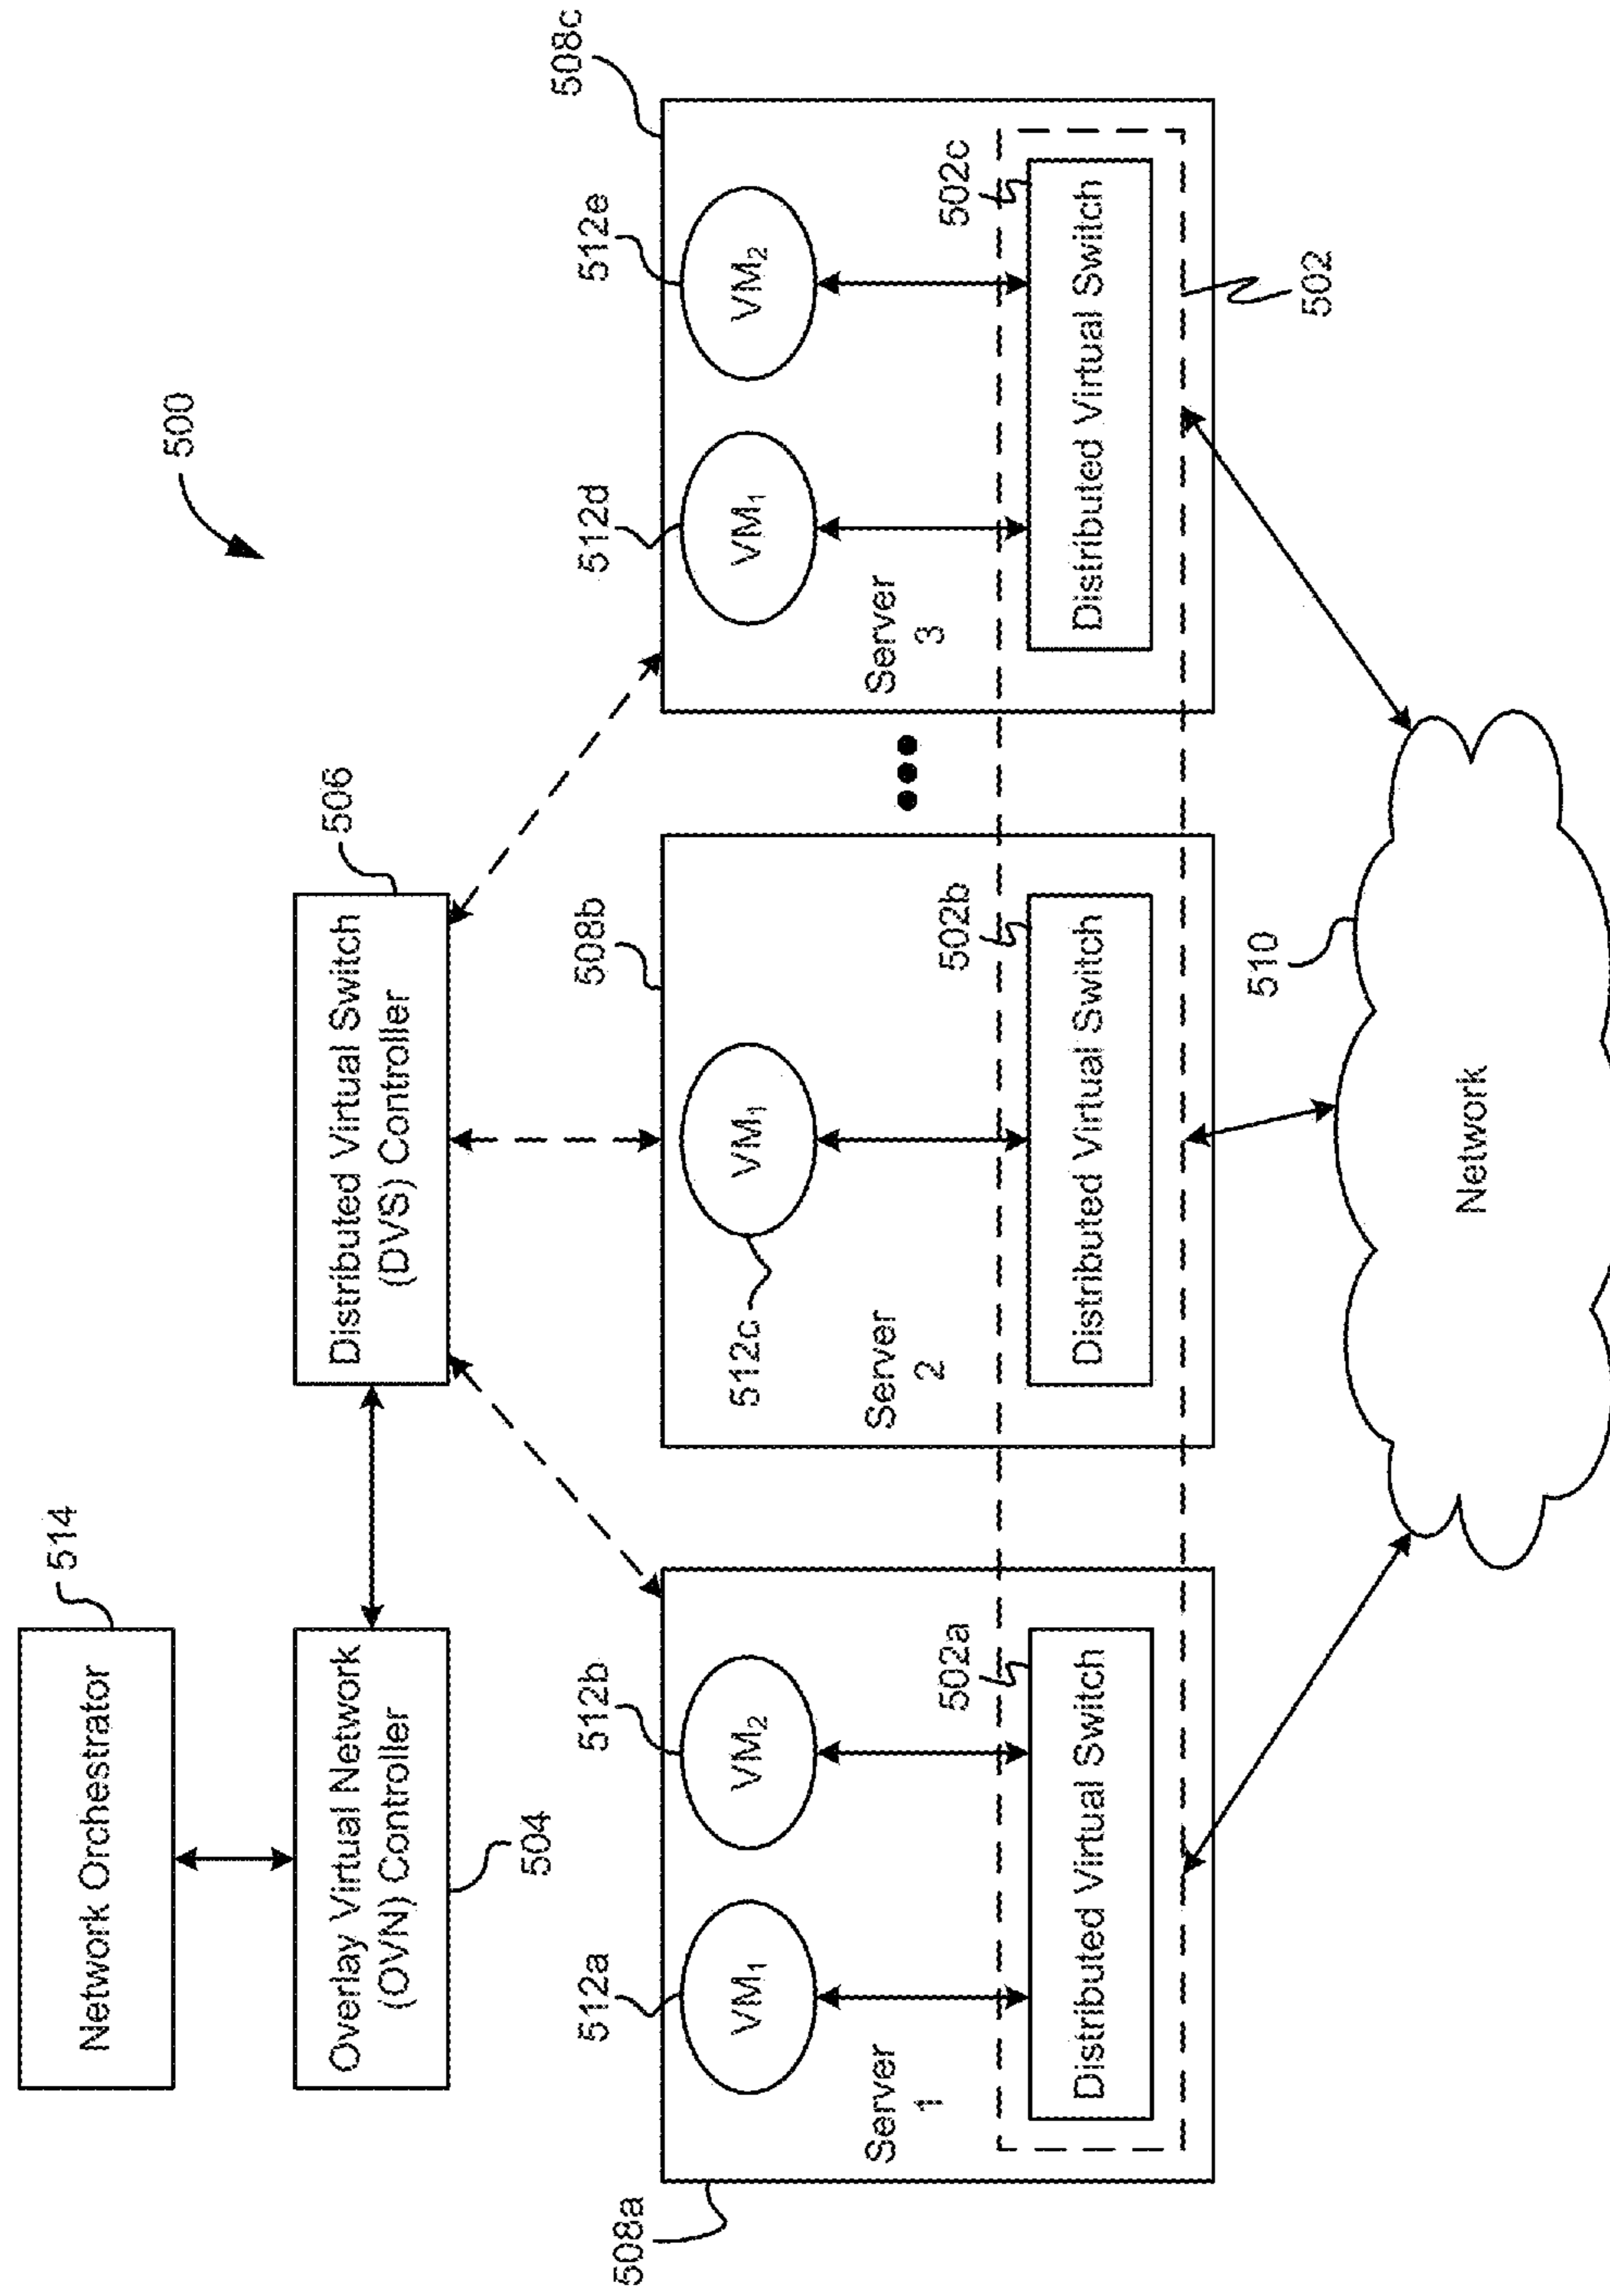 500
Network Orchestrator
514
Overlay Virtual Network
(OVN) Controller
504
Distributed Virtual Switch
(DVS) Controller
506
508a
512a
VM₁
512b
VM₂
Server
1
502a
Distributed Virtual Switch
508b
VM₁
512c
Server
2
502b
Distributed Virtual Switch
508c
512d
VM₁
512e
VM₂
Server
3
502c
Distributed Virtual Switch
502
510
Network